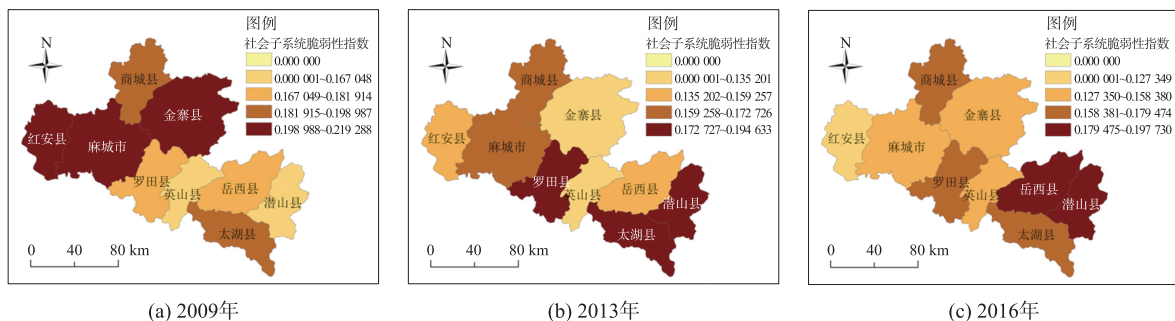 图例
社会子系统脆弱性指数
0.000 000
0.000 001~0.167 048
0.167 049~0.181 914
0.181 915~0.198 987
0.198 988~0.219 288
N
商城县
金寨县
红安县
麻城市
罗田县
英山县
岳西县
潜山县
太湖县
0 40 80 km
(a) 2009年
图例
社会子系统脆弱性指数
0.000 000
0.000 001~0.135 201
0.135 202~0.159 257
0.159 258~0.172 726
0.172 727~0.194 633
N
商城县
金寨县
红安县
麻城市
罗田县
英山县
岳西县
潜山县
太湖县
0 40 80 km
(b) 2013年
图例
社会子系统脆弱性指数
0.000 000
0.000 001~0.127 349
0.127 350~0.158 380
0.158 381~0.179 474
0.179 475~0.197 730
N
商城县
金寨县
红安县
麻城市
罗田县
英山县
岳西县
潜山县
太湖县
0 40 80 km
(c) 2016年